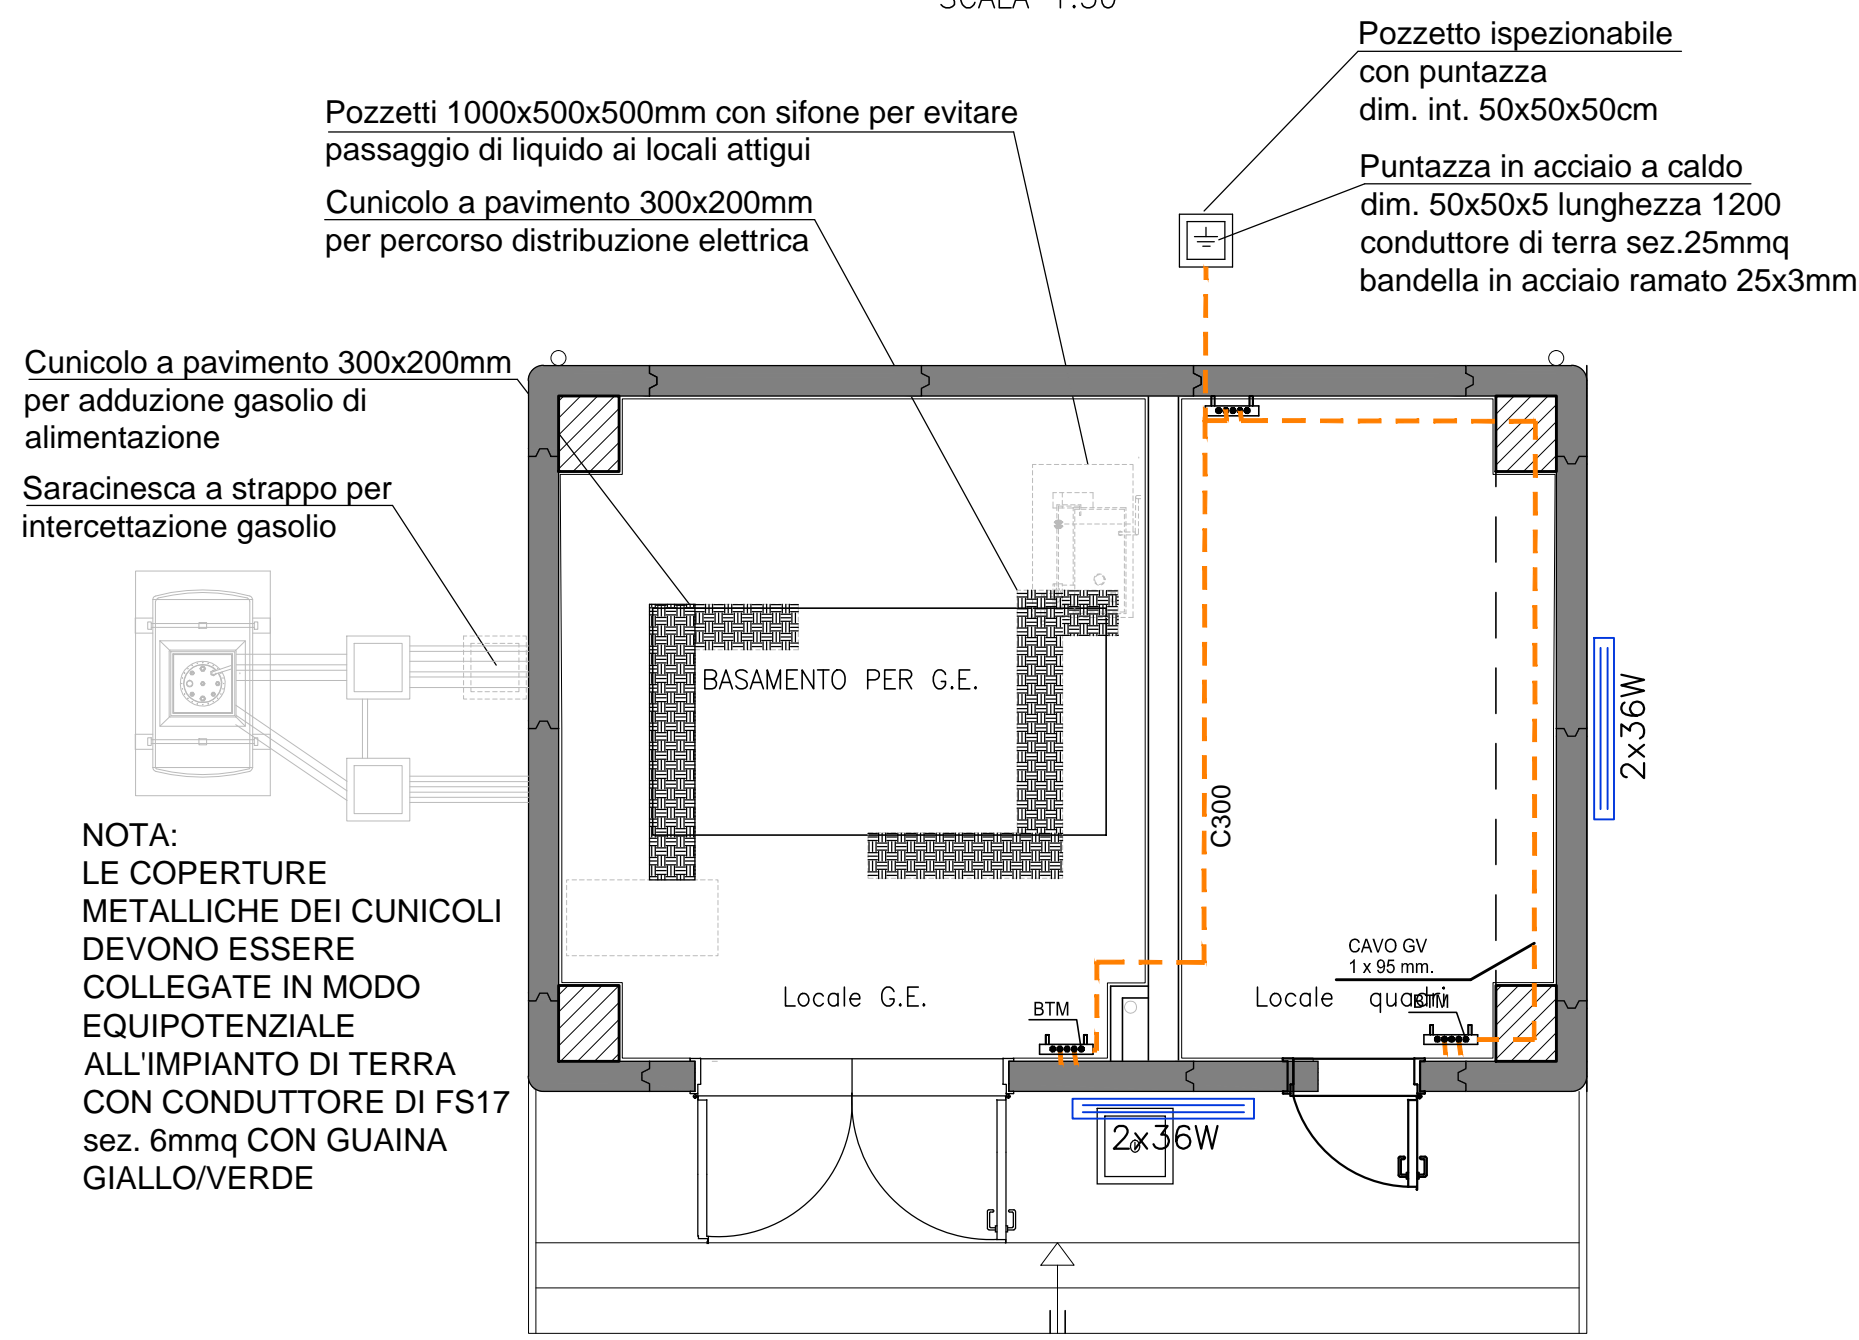 SCALA 1:50
Pozzetto ispezionabile
con puntazza
dim. int. 50x50x50cm
Pozzetti 1000x500x500mm con sifone per evitare
passaggio di liquido ai locali attigui
Puntazza in acciaio a caldo
dim. 50x50x5 lunghezza 1200
conduttore di terra sez.25mmq
bandella in acciaio ramato 25x3mm
Cunicolo a pavimento 300x200mm
per percorso distribuzione elettrica
Cunicolo a pavimento 300x200mm
per adduzione gasolio di
alimentazione
Saracinesca a strappo per
intercettazione gasolio
BASAMENTO PER G.E.
2x36W
C300
NOTA:
LE COPERTURE
METALLICHE DEI CUNICOLI
DEVONO ESSERE
COLLEGATE IN MODO
EQUIPOTENZIALE
ALL'IMPIANTO DI TERRA
CON CONDUTTORE DI FS17
sez. 6mmq CON GUAINA
GIALLO/VERDE
CAVO GV
1 x 95 mm.
Locale G.E.
Locale quadri
BTM
BTM
2x36W